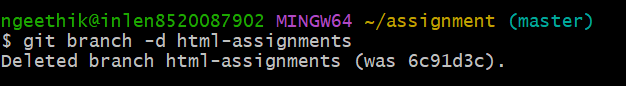 ngeethik@inlen8520087902 MINGW64 ~/assignment (master)
$ git branch -d html-assignments
Deleted branch html-assignments (was 6c91d3c).